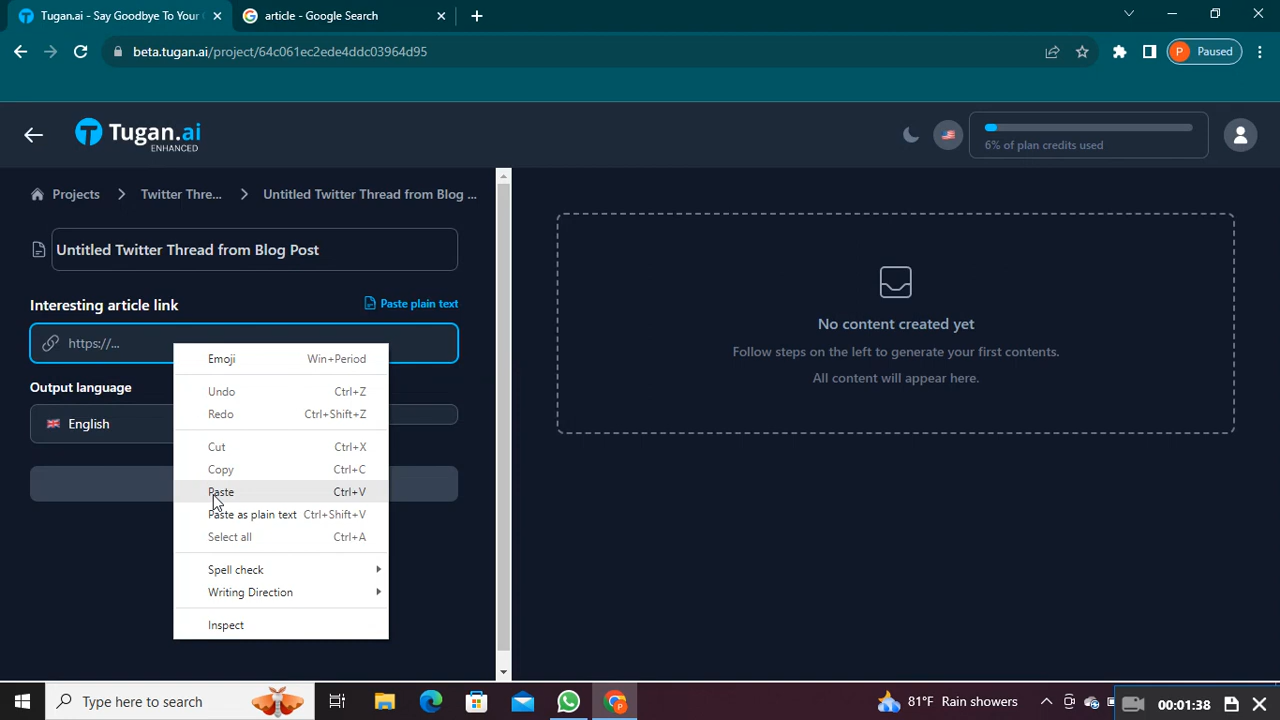 Tugan.ai - Say Goodbye To Your
article - Google Search
beta.tugan.ai/project/64c061ec2ede4ddc03964d95
P
Paused
Tugan.ai
ENHANCED
6% of plan credits used
Projects
Twitter Thre...
Untitled Twitter Thread from Blog ...
Untitled Twitter Thread from Blog Post
Interesting article link
Paste plain text
https://...
Output language
English
Emoji Win+Period
Undo Ctrl+Z
Redo Ctrl+Shift+Z
Cut Ctrl+X
Copy Ctrl+C
Paste Ctrl+V
Paste as plain text Ctrl+Shift+V
Select all Ctrl+A
Spell check
Writing Direction
Inspect
No content created yet
Follow steps on the left to generate your first contents.
All content will appear here.
Type here to search
81°F Rain showers
00:01:38